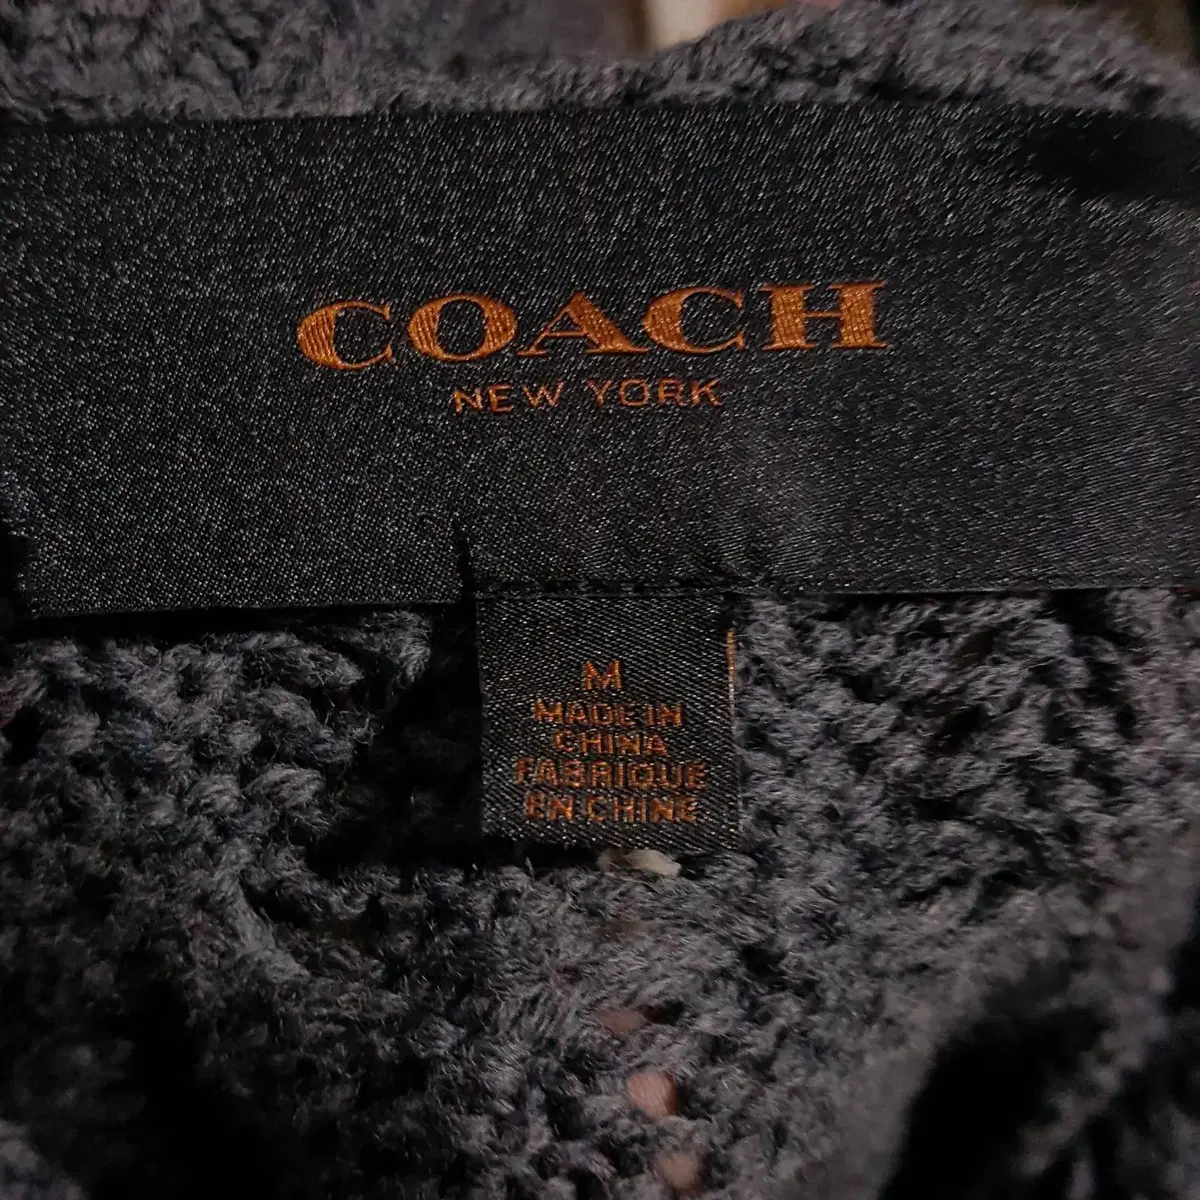 COACH
NEW YORK
M
MADE IN
CHINA
FABRIQUE
EN CHINE